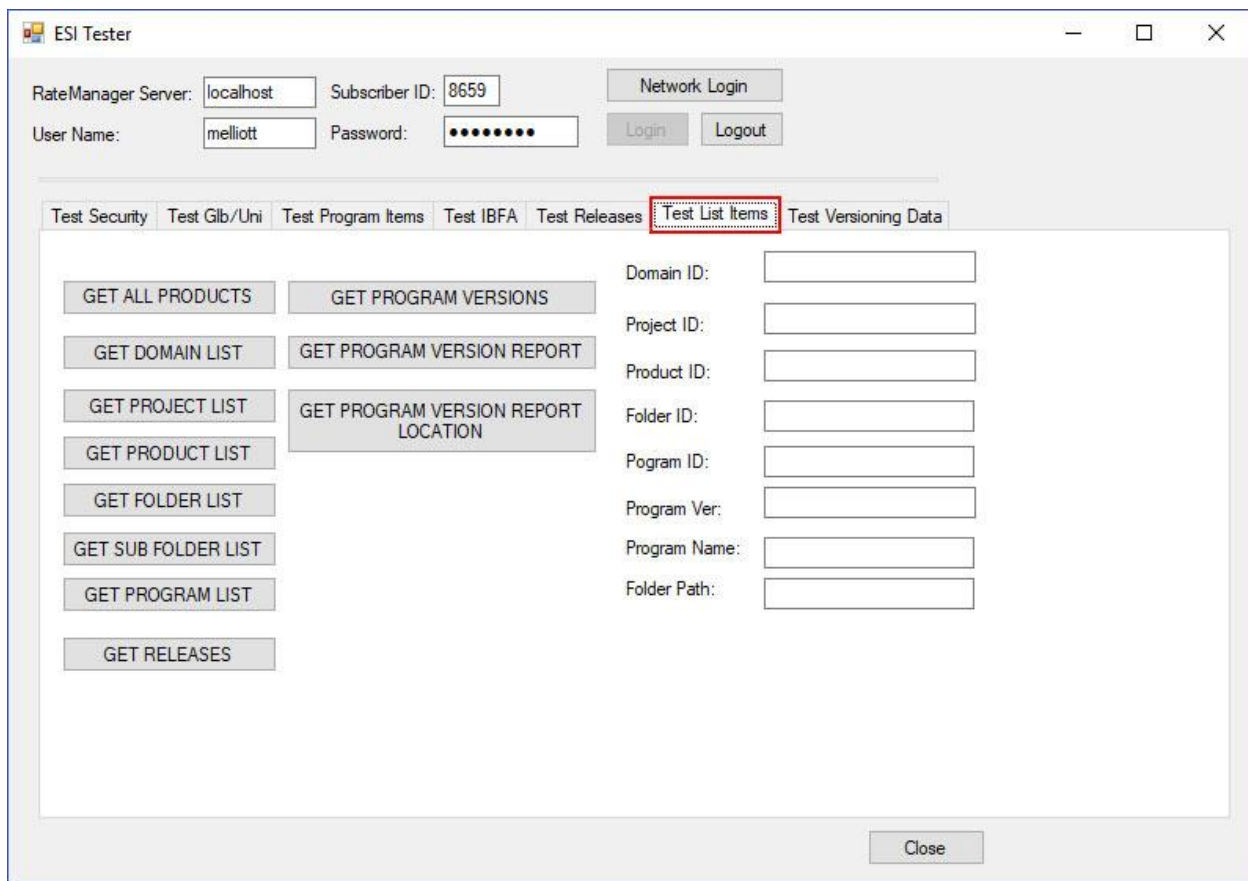 ESI Tester
RateManager Server: localhost Subscriber ID: 8659 Network Login
User Name: melliott Password: ●●●●●●●● Login Logout
Test Security Test Glb/Uni Test Program Items Test IBFA Test Releases Test List Items Test Versioning Data
GET ALL PRODUCTS
GET DOMAIN LIST
GET PROJECT LIST
GET PRODUCT LIST
GET FOLDER LIST
GET SUB FOLDER LIST
GET PROGRAM LIST
GET RELEASES
GET PROGRAM VERSIONS
GET PROGRAM VERSION REPORT
GET PROGRAM VERSION REPORT
LOCATION
Domain ID:
Project ID:
Product ID:
Folder ID:
Pogram ID:
Program Ver:
Program Name:
Folder Path:
Close